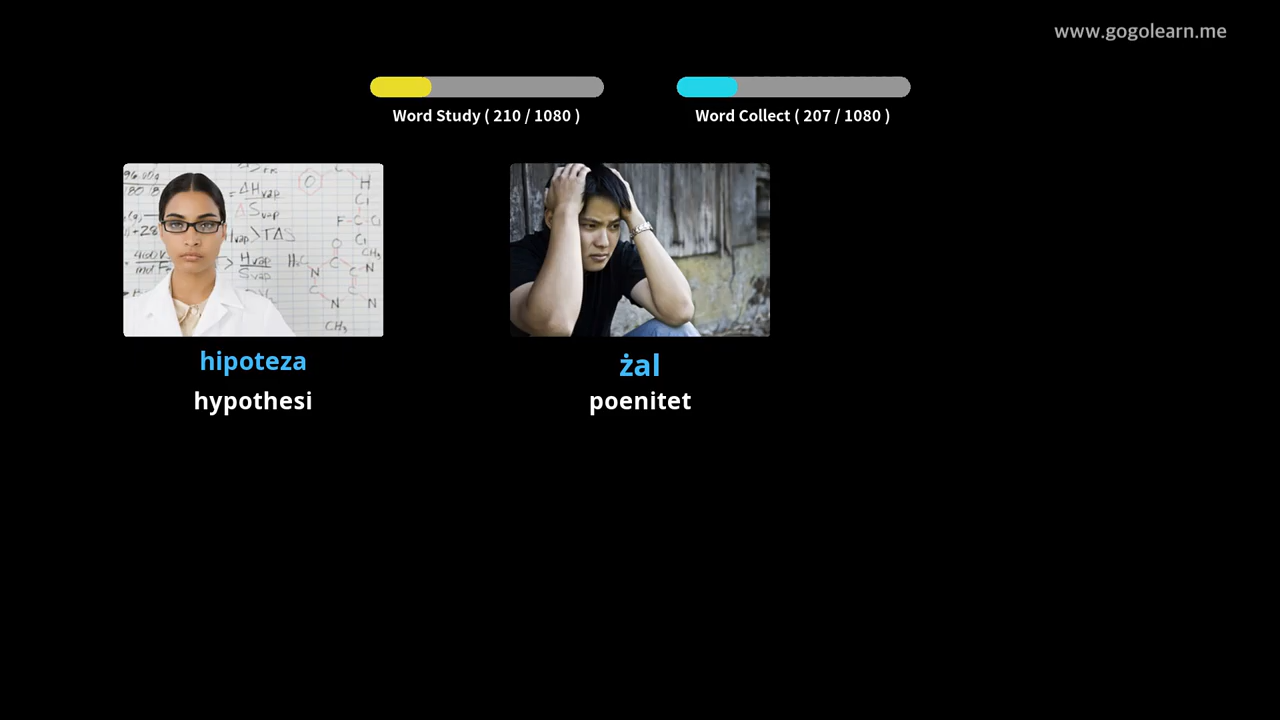 www.gogolearn.me
Word Study ( 210 / 1080 )
Word Collect ( 207 / 1080 )
hipoteza
hypothesi
żal
poenitet